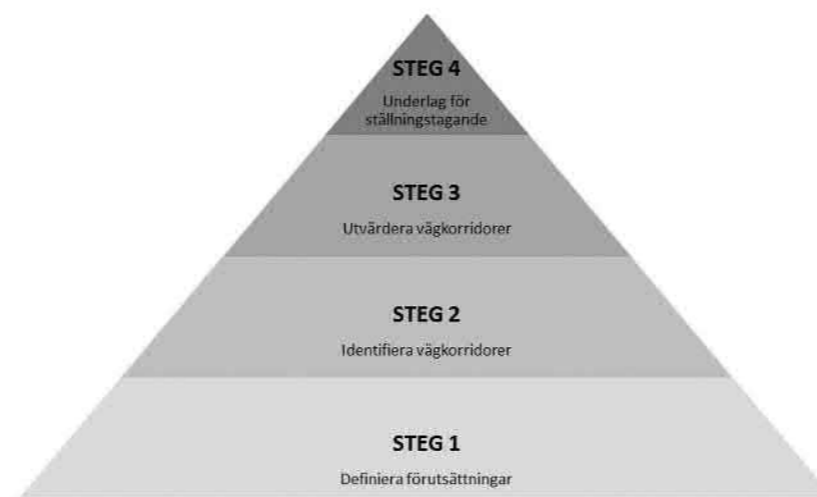 STEG 4
Underlag för
ställningstagande
STEG 3
Utvärdera vägkorridorer
STEG 2
Identifiera vägkorridorer
STEG 1
Definiera förutsättningar